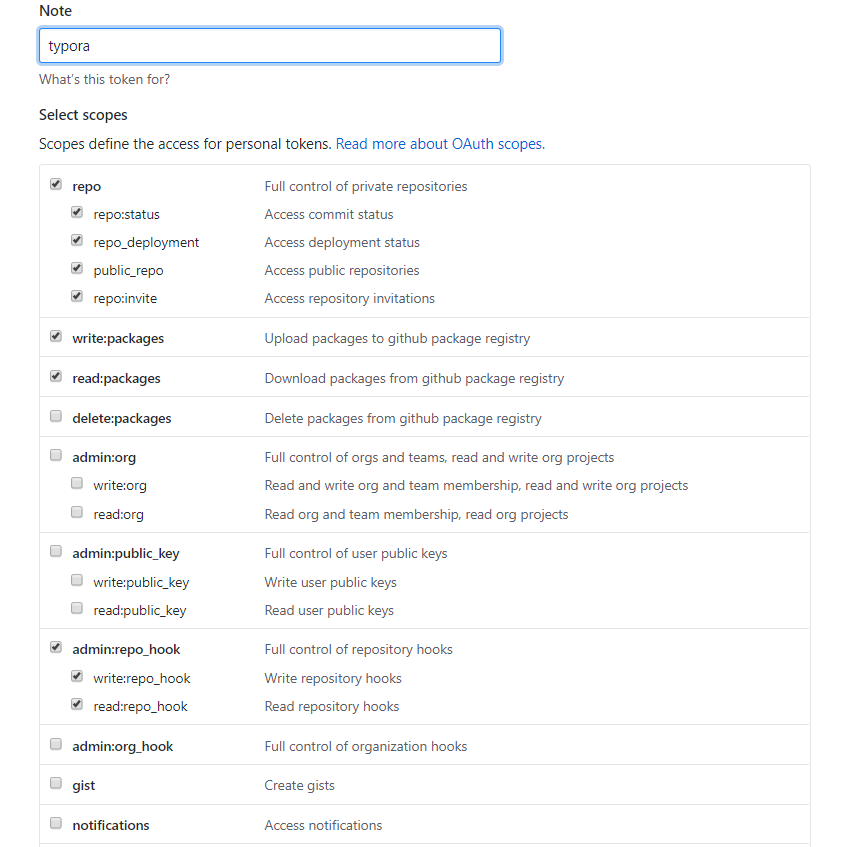 Note
typora
What's this token for?
Select scopes
Scopes define the access for personal tokens. Read more about OAuth scopes.
repo Full control of private repositories
repo:status Access commit status
repo_deployment Access deployment status
public_repo Access public repositories
repo:invite Access repository invitations
write:packages Upload packages to github package registry
read:packages Download packages from github package registry
delete:packages Delete packages from github package registry
admin:org Full control of orgs and teams, read and write org projects
write:org Read and write org and team membership, read and write org projects
read:org Read org and team membership, read org projects
admin:public_key Full control of user public keys
write:public_key Write user public keys
read:public_key Read user public keys
admin:repo_hook Full control of repository hooks
write:repo_hook Write repository hooks
read:repo_hook Read repository hooks
admin:org_hook Full control of organization hooks
gist Create gists
notifications Access notifications